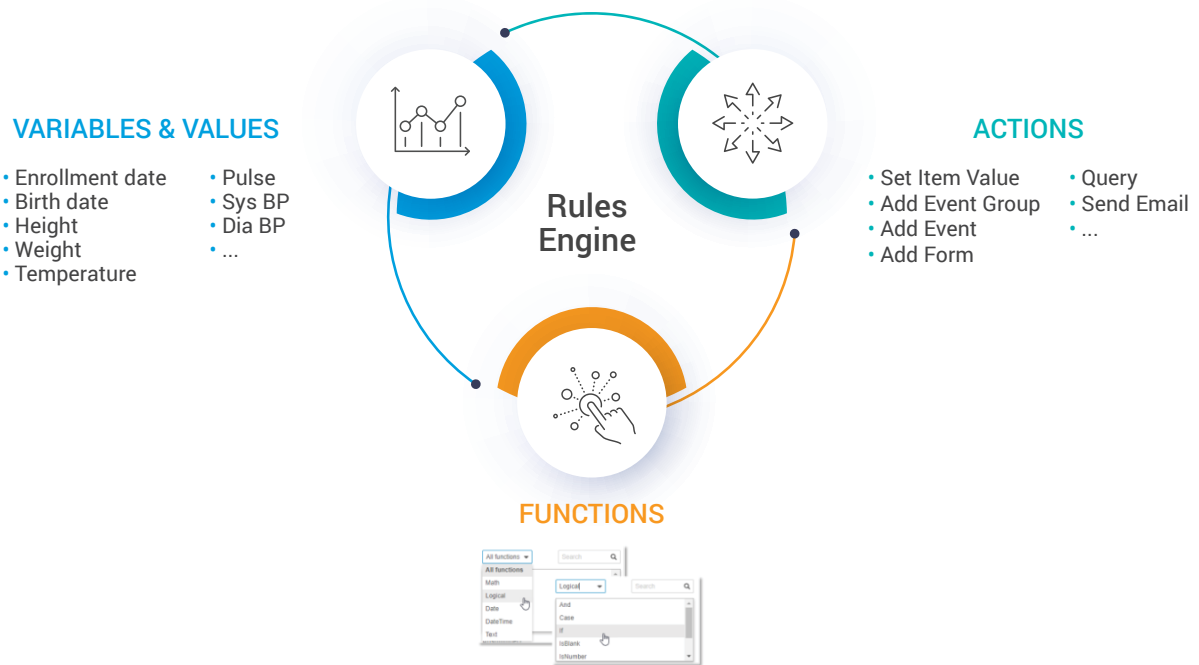 VARIABLES & VALUES
• Enrollment date
• Birth date
• Height
• Weight
• Temperature
• Pulse
• Sys BP
• Dia BP
• ...
Rules
Engine
ACTIONS
• Set Item Value
• Add Event Group
• Add Event
• Add Form
• Query
• Send Email
• ...
FUNCTIONS
All functions
Search
All functions
Math
Logical
Date
DateTime
Text
Logical
Search
And
Case
If
IsBlank
IsNumber